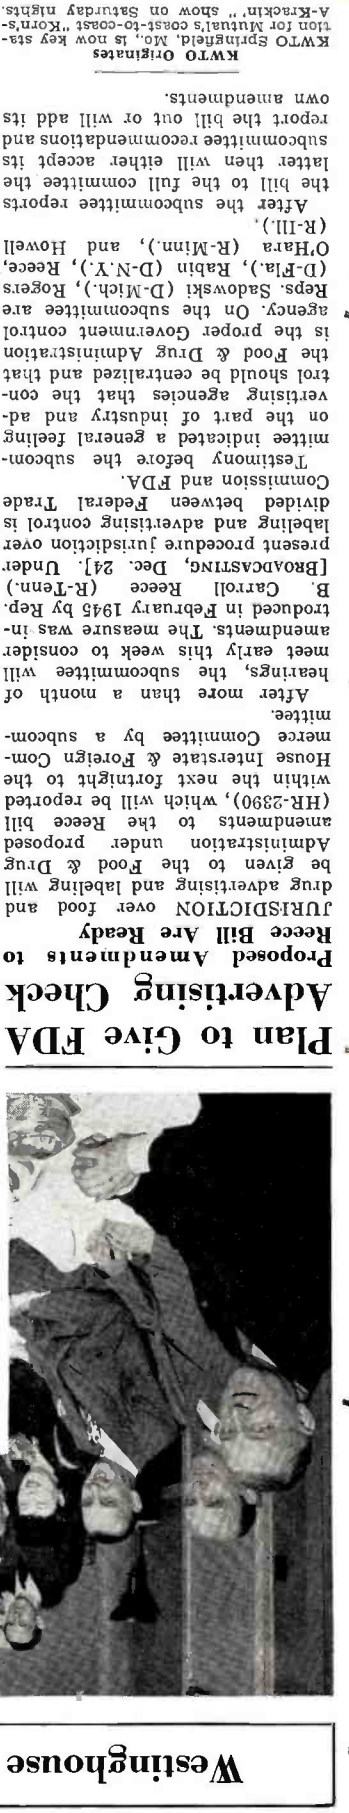 Westinghouse
Plan to Give FDA
Advertising Check
Proposed Amendments to
Reece Bill Are Ready
JURISDICTION over food and
drug advertising and labeling will
be given to the Food & Drug
Administration under proposed
amendments to the Reece bill
(HR-2390), which will be reported
within the next fortnight to the
House Interstate & Foreign Com-
merce Committee by a subcom-
mittee.
After more than a month of
hearings, the subcommittee will
meet early this week to consider
amendments. The measure was in-
troduced in February 1945 by Rep.
B. Carroll Reece (R-Tenn.)
[BROADCASTING, Dec. 24]. Under
present procedure jurisdiction over
labeling and advertising control is
divided between Federal Trade
Commission and FDA.
Testimony before the subcom-
mittee indicated a general feeling
on the part of industry and ad-
vertising agencies that the con-
trol should be centralized and that
the Food & Drug Administration
is the proper Government control
agency. On the subcommittee are
Reps. Sadowski (D-Mich.), Rogers
(D-Fla.), Rabin (D-N.Y.), Reece,
O'Hara (R-Minn.), and Howell
(R-Ill.).
After the subcommittee reports
the bill to the full committee the
latter then will either accept its
subcommittee recommendations and
report the bill out or will add its
own amendments.
KWTO Originates
KWTO Springfield, Mo., is now key sta-
tion for Mutual's coast-to-coast "Korn's-
A-Krackin'" show on Saturday nights.